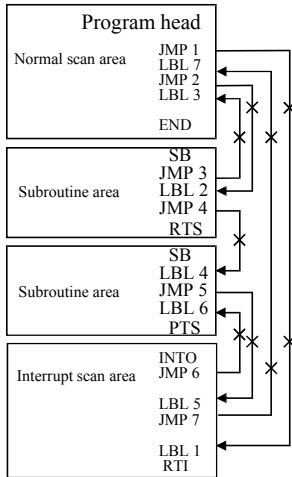 Program head
JMP 1
Normal scan area
LBL 7
JMP 2
LBL 3
END
SB
JMP 3
Subroutine area
LBL 2
JMP 4
RTS
SB
LBL 4
Subroutine area
JMP 5
LBL 6
PTS
INTO
Interrupt scan area
JMP 6
LBL 5
JMP 7
LBL 1
RTI